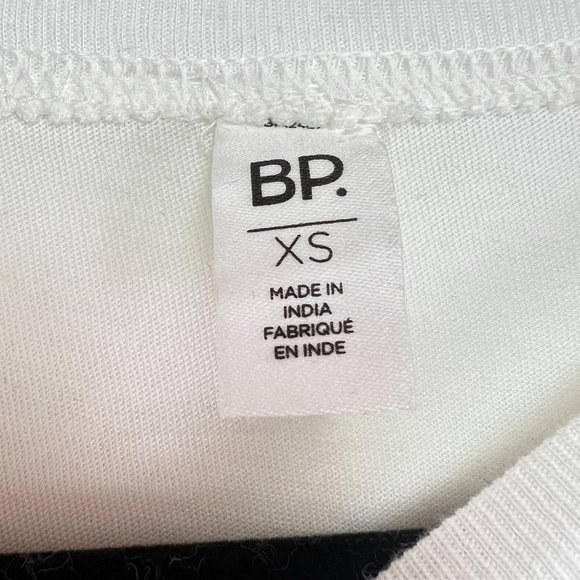 BP.
XS
MADE IN
INDIA
FABRIQUÉ
EN INDE